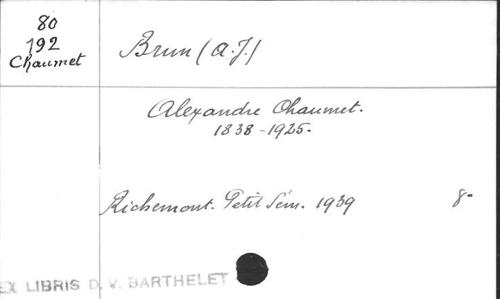 80
192
Chaumet
Brun (A.J.)
Alexandre Chaumet.
1838-1925.
Richemont. Petit Sém. 1939
8-
EX LIBRIS D. V. BARTHELET